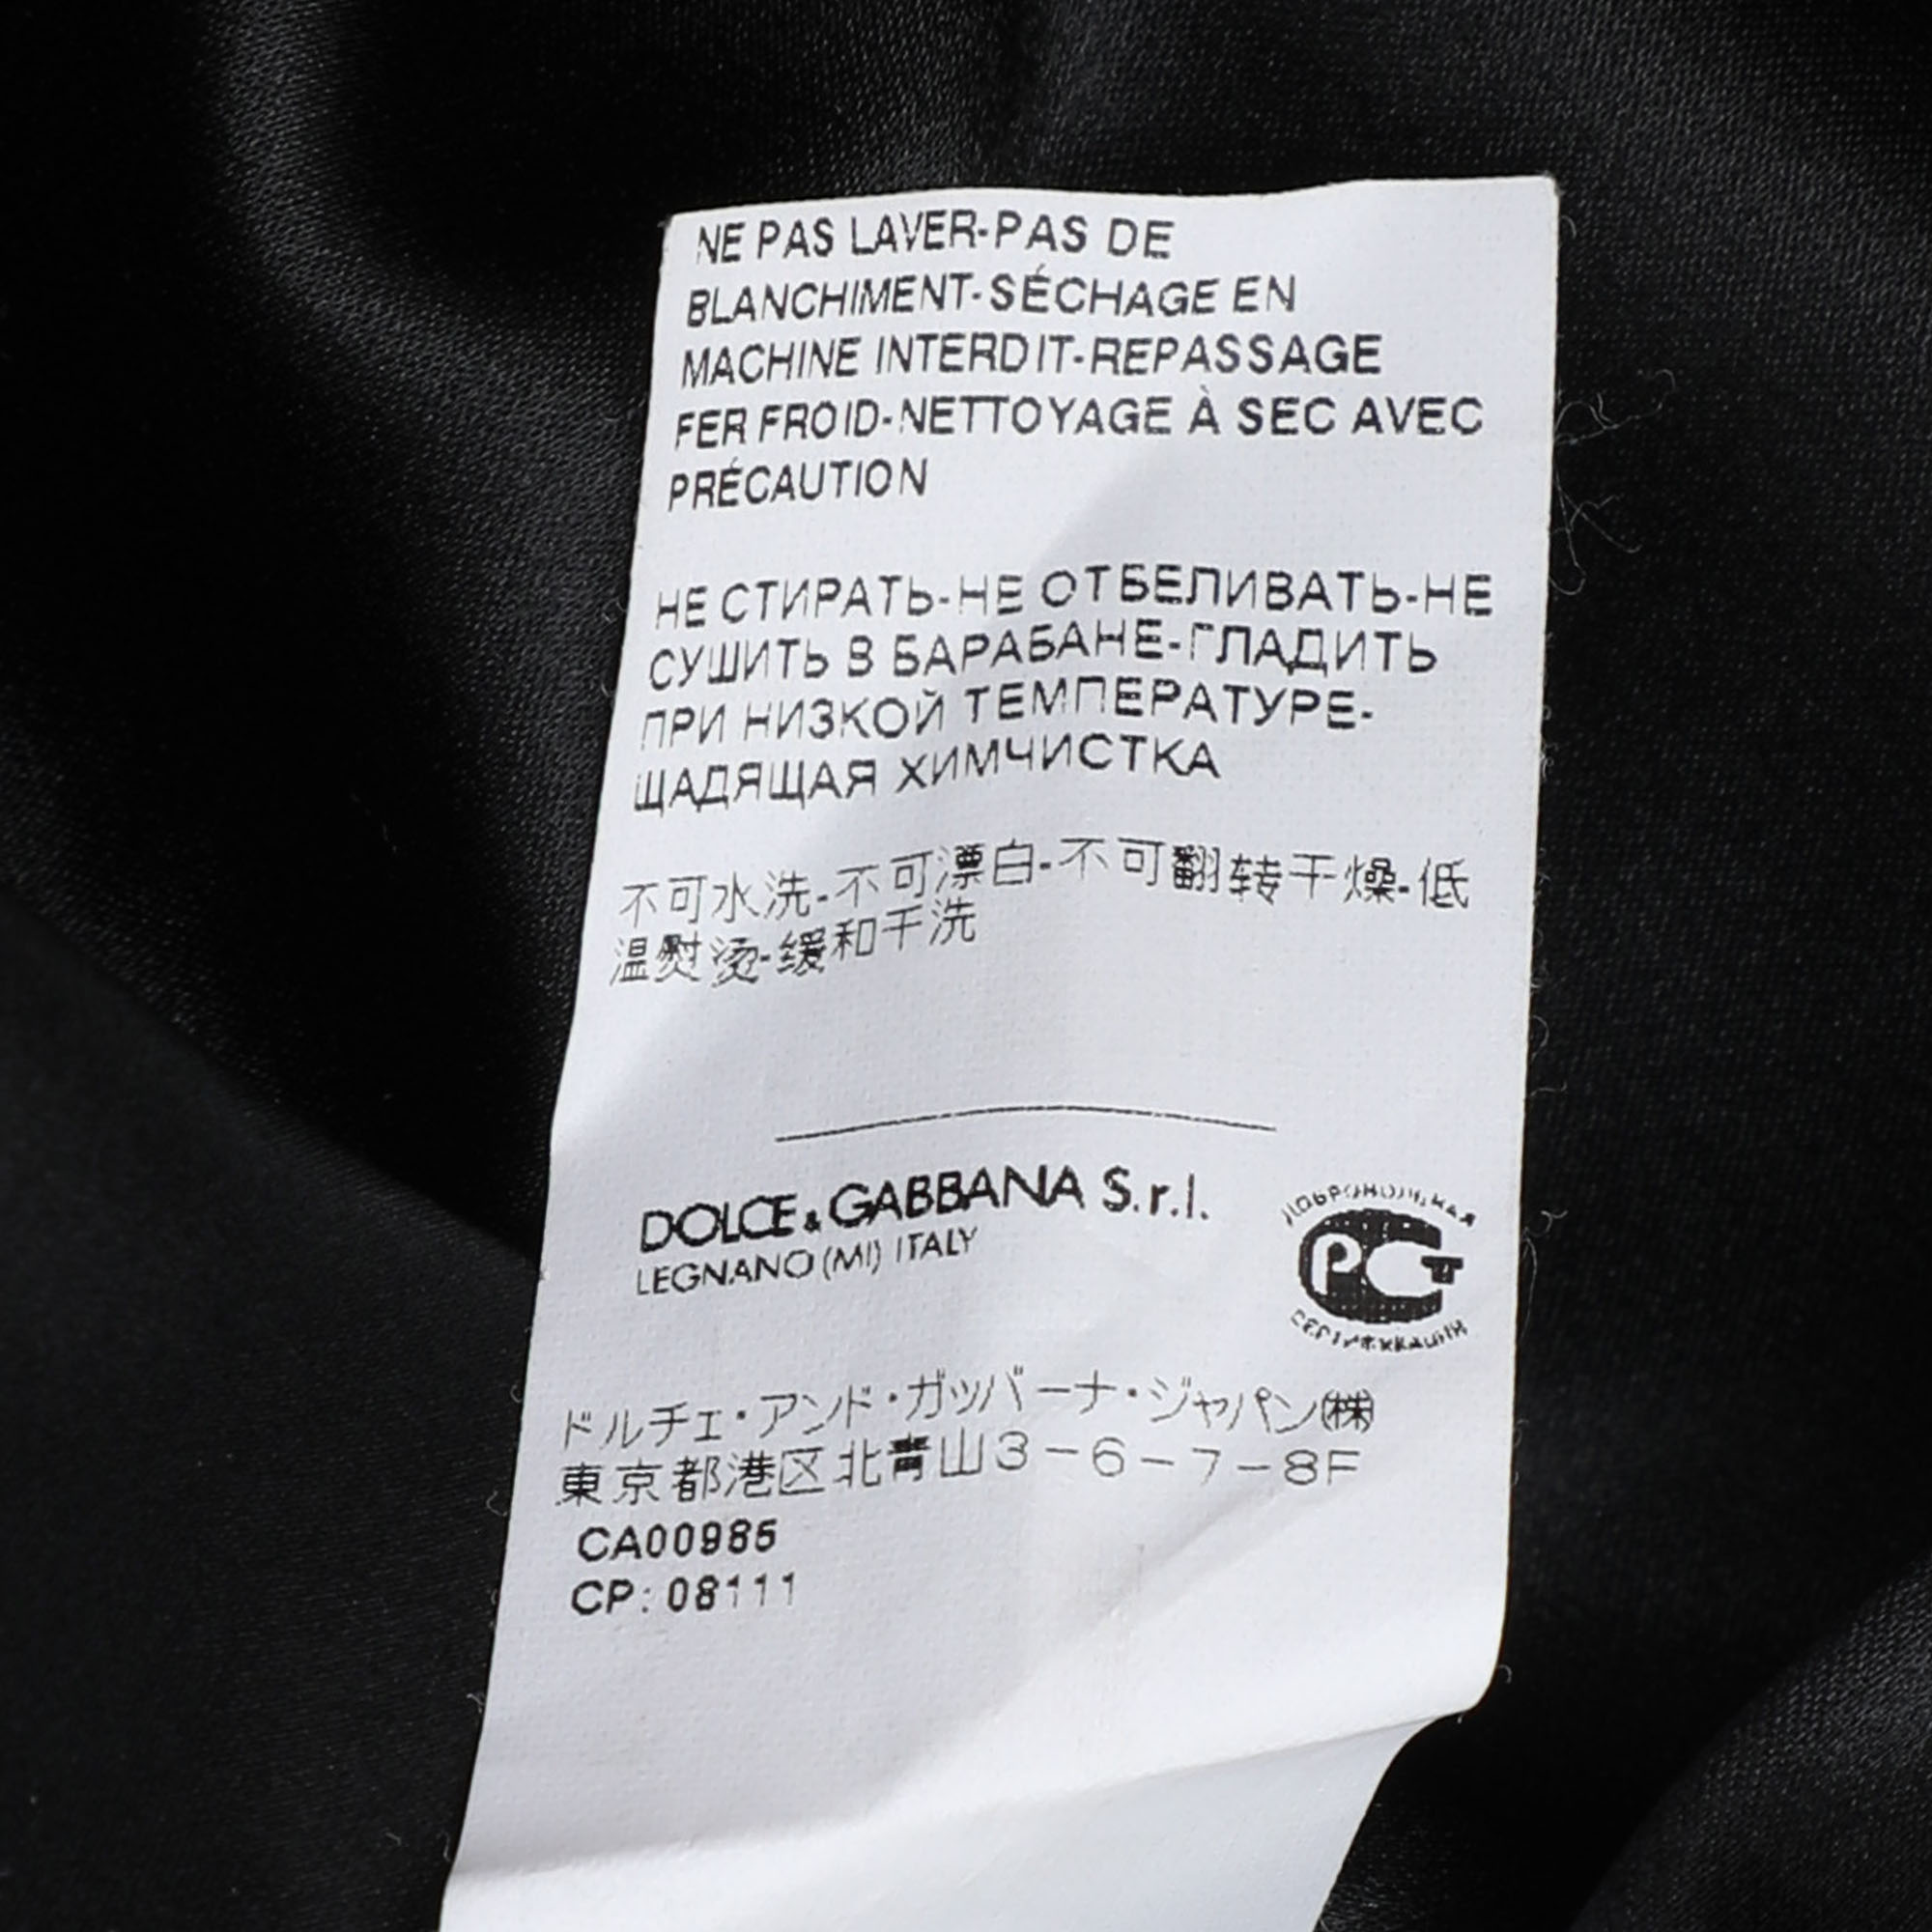 NE PAS LAVER-PAS DE
BLANCHIMENT-SÉCHAGE EN
MACHINE INTERDIT-REPASSAGE
FER FROID-NETTOYAGE À SEC AVEC
PRÉCAUTION
НЕ СТИРАТЬ-НЕ ОТБЕЛИВАТЬ-НЕ
СУШИТЬ В БАРАБАНЕ-ГЛАДИТЬ
ПРИ НИЗКОЙ ТЕМПЕРАТУРЕ-
ЩАДЯЩАЯ ХИМЧИСТКА
不可水洗-不可漂白-不可翻转干燥-低
温熨烫-缓和干洗
DOLCE&GABBANA S.r.l.
LEGNANO (MI) ITALY
ДОБРОВОЛЬНАЯ
РСТ
СЕРТИФИКАЦИЯ
ドルチェ・アンド・ガッバーナ・ジャパン㈱
東京都港区北青山3-6-7-8F
CA00985
CP: 08111